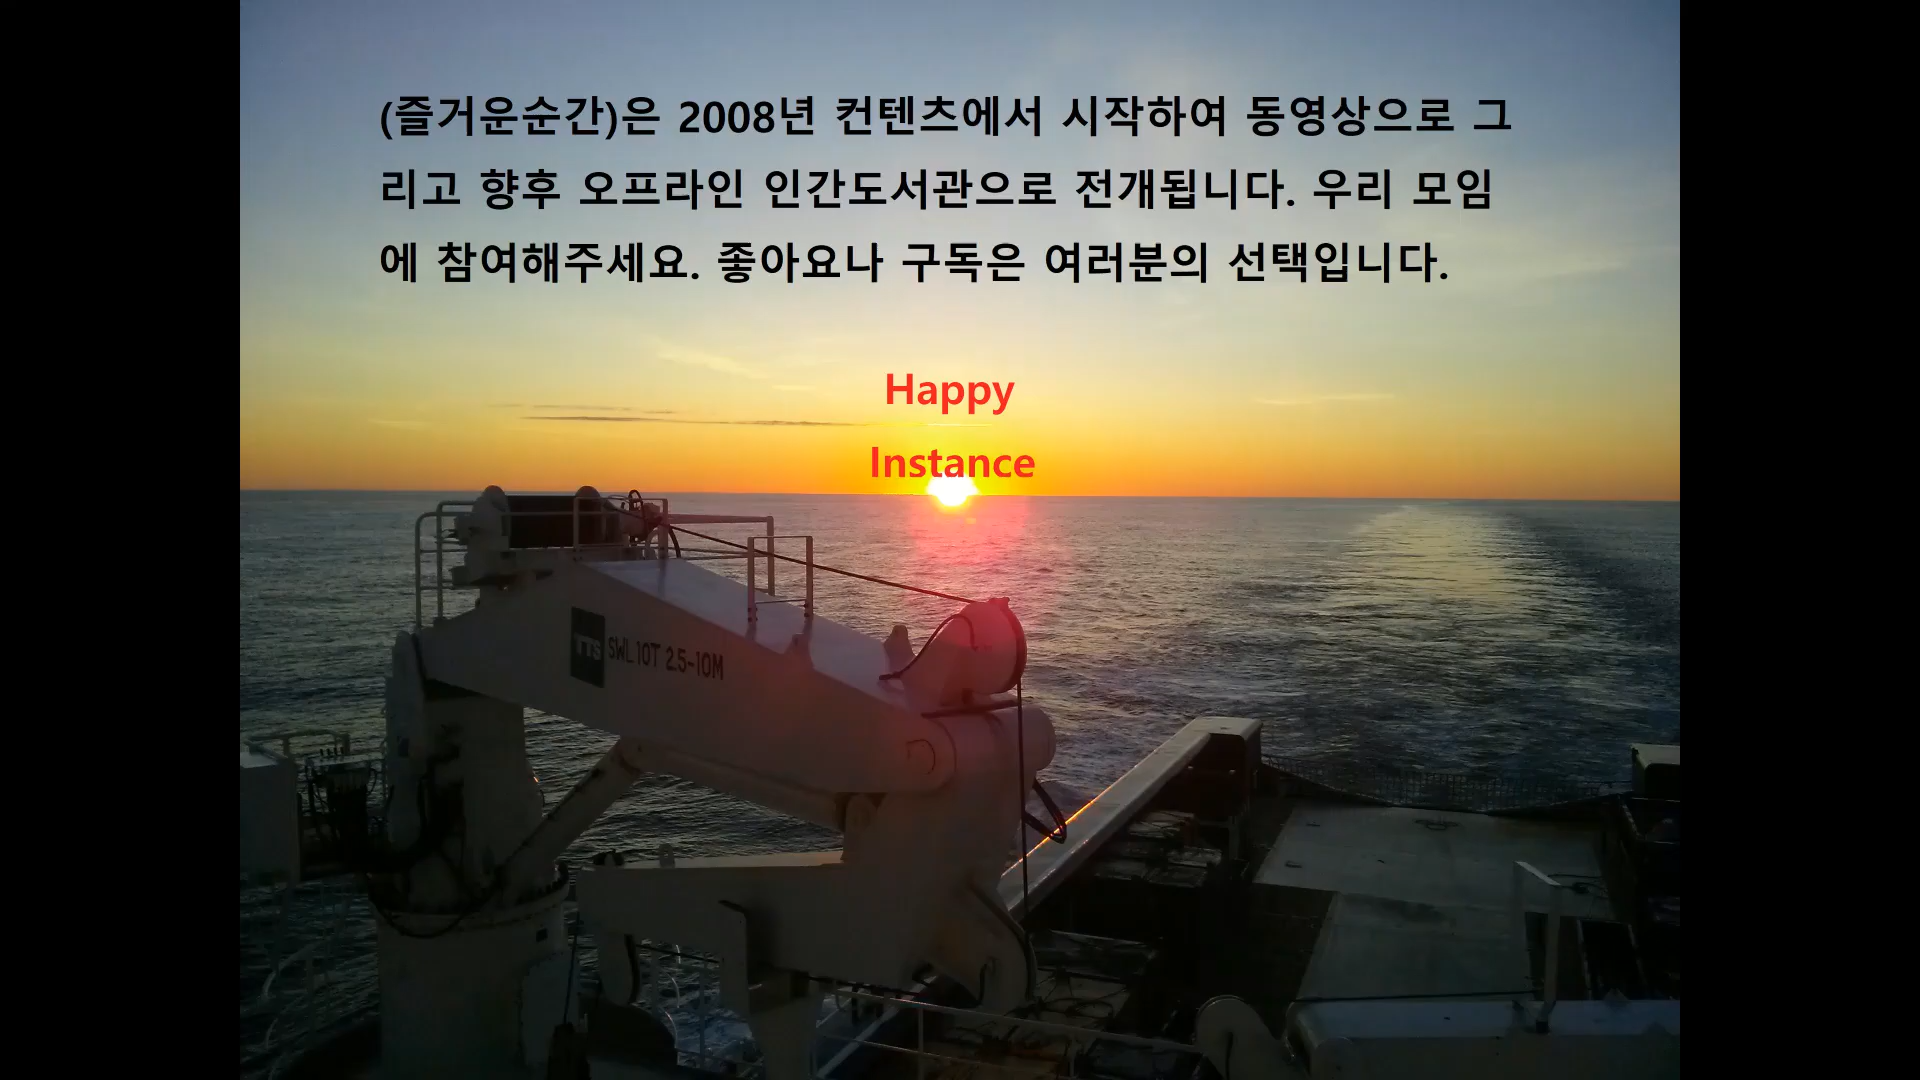 (즐거운순간)은 2008년 컨텐츠에서 시작하여 동영상으로 그
리고 향후 오프라인 인간도서관으로 전개됩니다. 우리 모임
에 참여해주세요. 좋아요나 구독은 여러분의 선택입니다.
Happy
Instance
TTS SWL 10T 2.5-10M